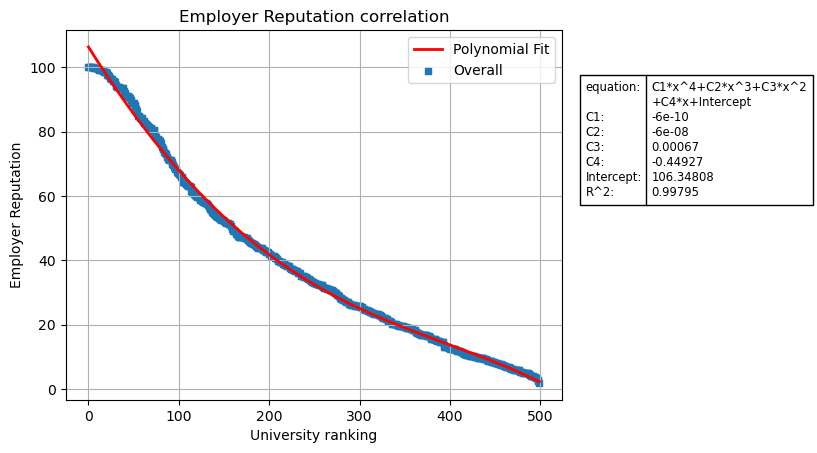 Employer Reputation correlation
Polynomial Fit
Overall
100
80
60
40
20
0
Employer Reputation
0 100 200 300 400 500
University ranking
equation: C1*x^4+C2*x^3+C3*x^2
+C4*x+Intercept
C1: -6e-10
C2: -6e-08
C3: 0.00067
C4: -0.44927
Intercept: 106.34808
R^2: 0.99795